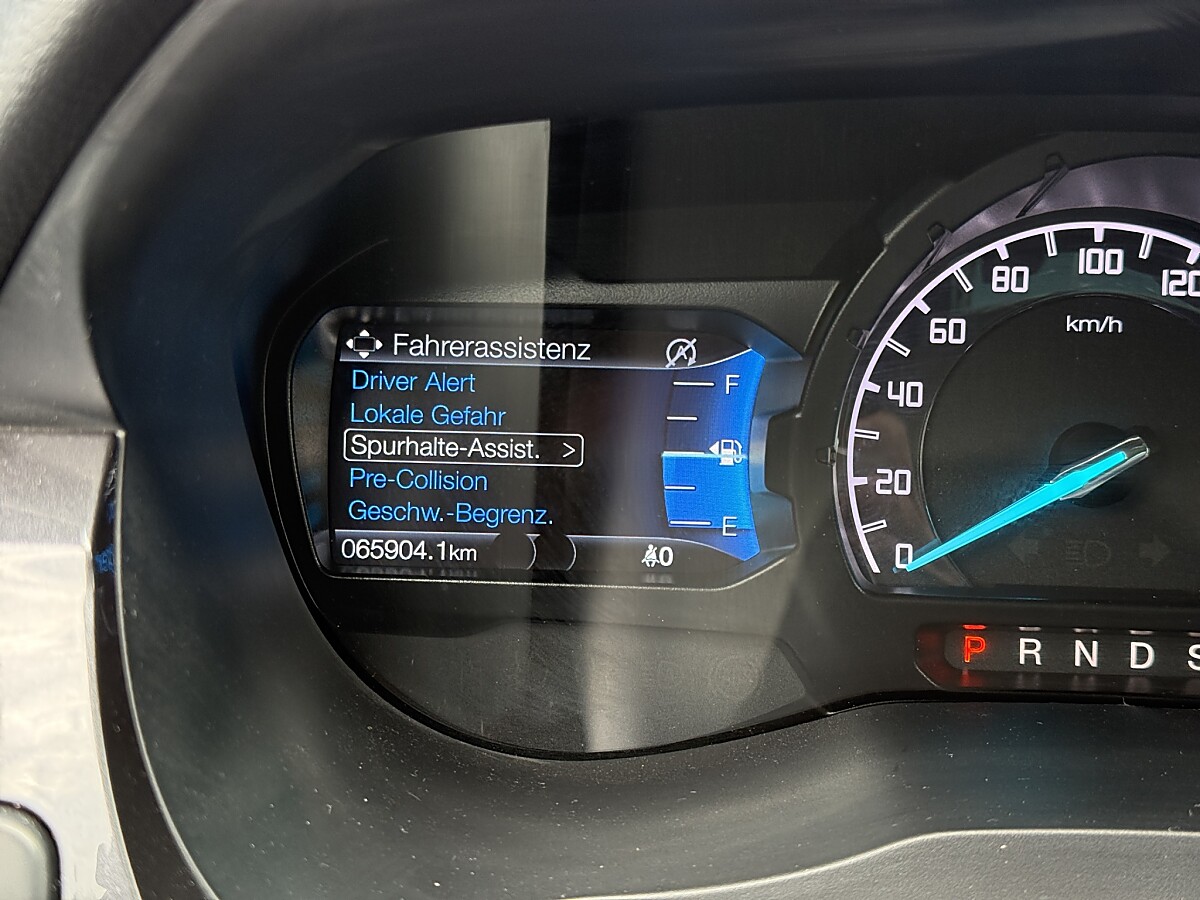 Fahrerassistenz
Driver Alert
Lokale Gefahr
Spurhalte-Assist. >
Pre-Collision
Geschw.-Begrenz.
065904.1km
0
F
E
0
20
40
60
80
100
120
km/h
P R N D S